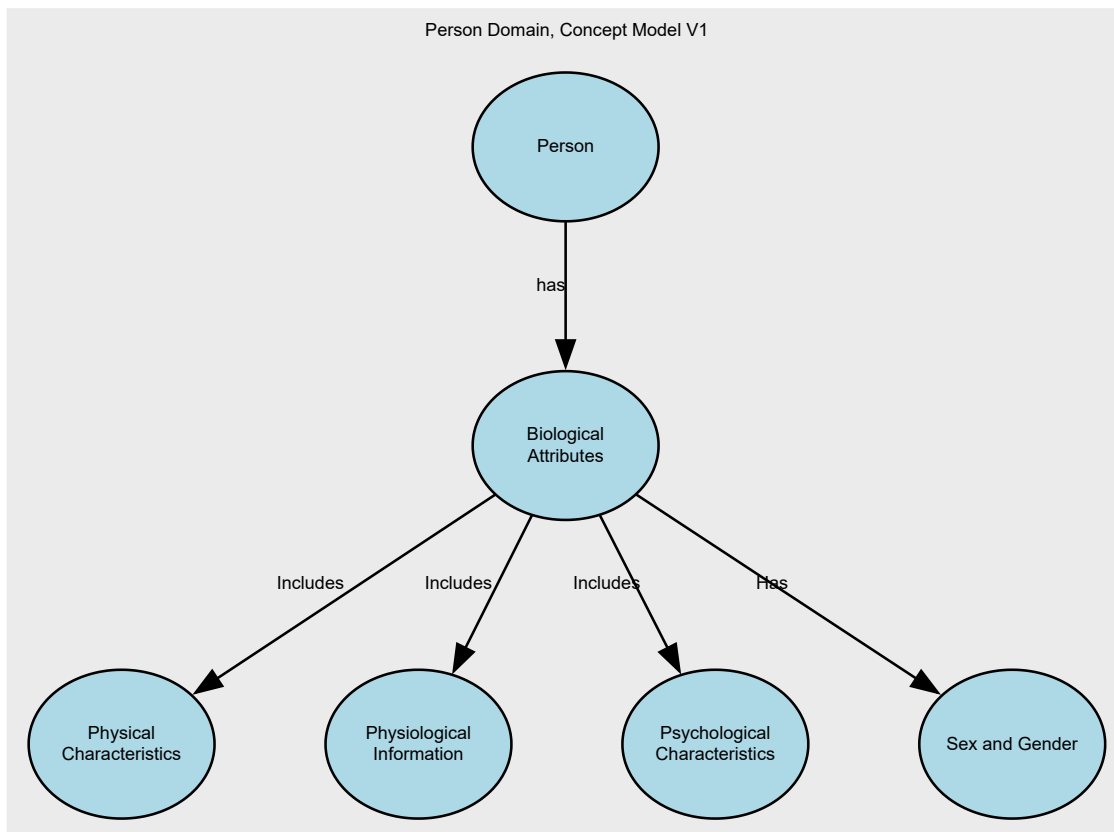 Person Domain, Concept Model V1
Person
has
Biological
Attributes
Includes
Includes
Includes
Has
Physical
Characteristics
Physiological
Information
Psychological
Characteristics
Sex and Gender